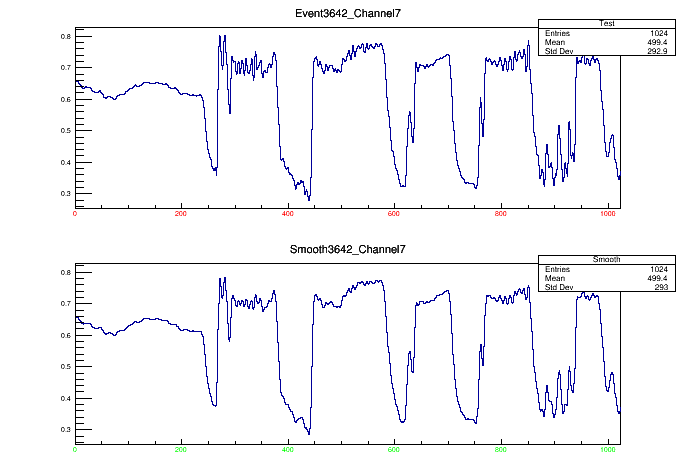 Event3642_Channel7
Test
Entries 1024
Mean 499.4
Std Dev 292.9
0.8
0.7
0.6
0.5
0.4
0.3
0 200 400 600 800 1000
Smooth3642_Channel7
Smooth
Entries 1024
Mean 499.4
Std Dev 293
0.8
0.7
0.6
0.5
0.4
0.3
0 200 400 600 800 1000